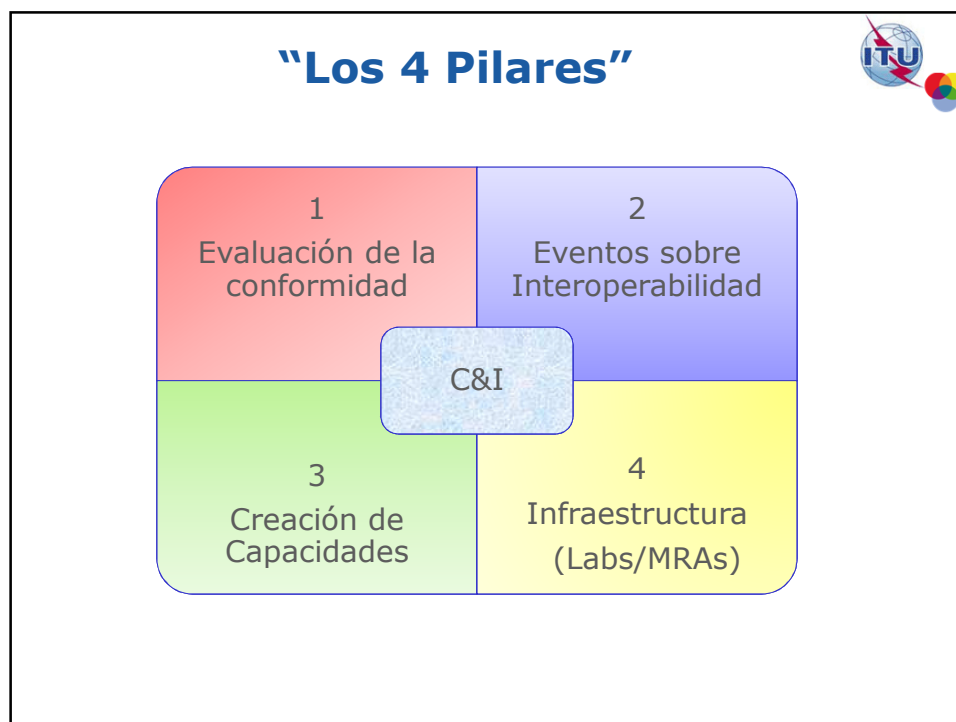 “Los 4 Pilares”
ITU
1
Evaluación de la
conformidad
2
Eventos sobre
Interoperabilidad
C&I
3
Creación de
Capacidades
4
Infraestructura
(Labs/MRAs)